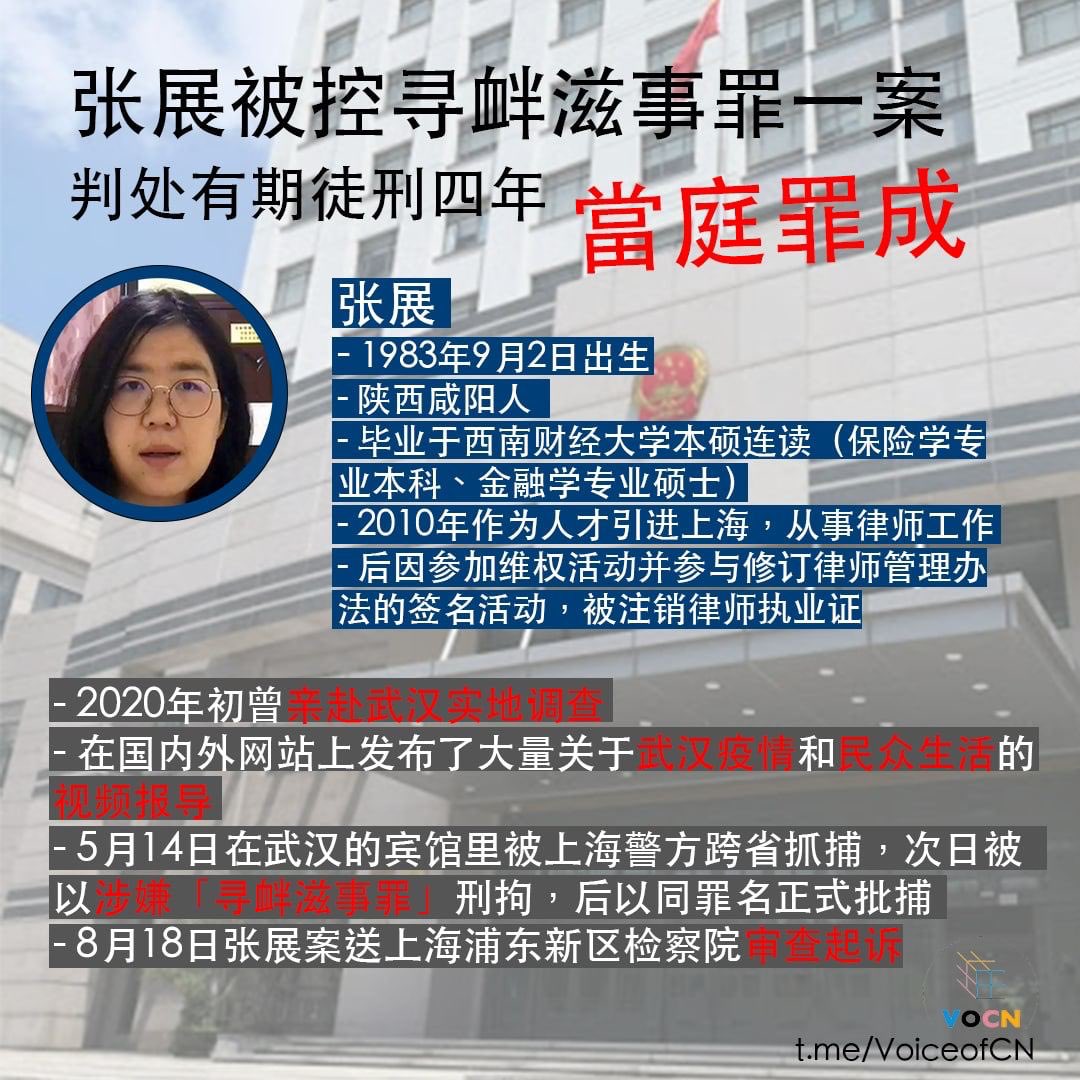 张展被控寻衅滋事罪一案
判处有期徒刑四年
當庭罪成
张展
- 1983年9月2日出生
- 陕西咸阳人
- 毕业于西南财经大学本硕连读（保险学专
业本科、金融学专业硕士）
- 2010年作为人才引进上海，从事律师工作
- 后因参加维权活动并参与修订律师管理办
法的签名活动，被注销律师执业证
- 2020年初曾亲赴武汉实地调查
- 在国内外网站上发布了大量关于武汉疫情和民众生活的
视频报导
- 5月14日在武汉的宾馆里被上海警方跨省抓捕，次日被
以涉嫌「寻衅滋事罪」刑拘，后以同罪名正式批捕
- 8月18日张展案送上海浦东新区检察院审查起诉
VOCN
t.me/VoiceofCN